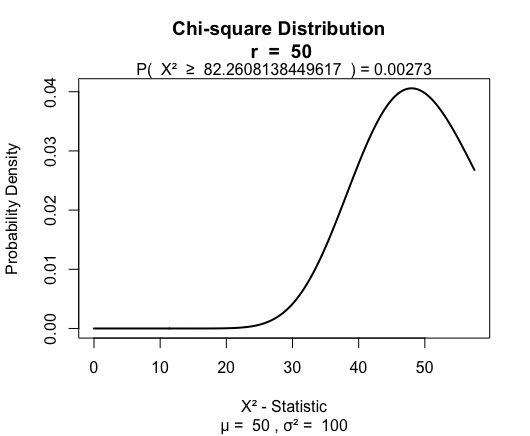 Chi-square Distribution
r = 50
P( X² ≥ 82.2608138449617 ) = 0.00273
Probability Density
0.04
0.03
0.02
0.01
0.00
0 10 20 30 40 50
X² - Statistic
μ = 50 , σ² = 100